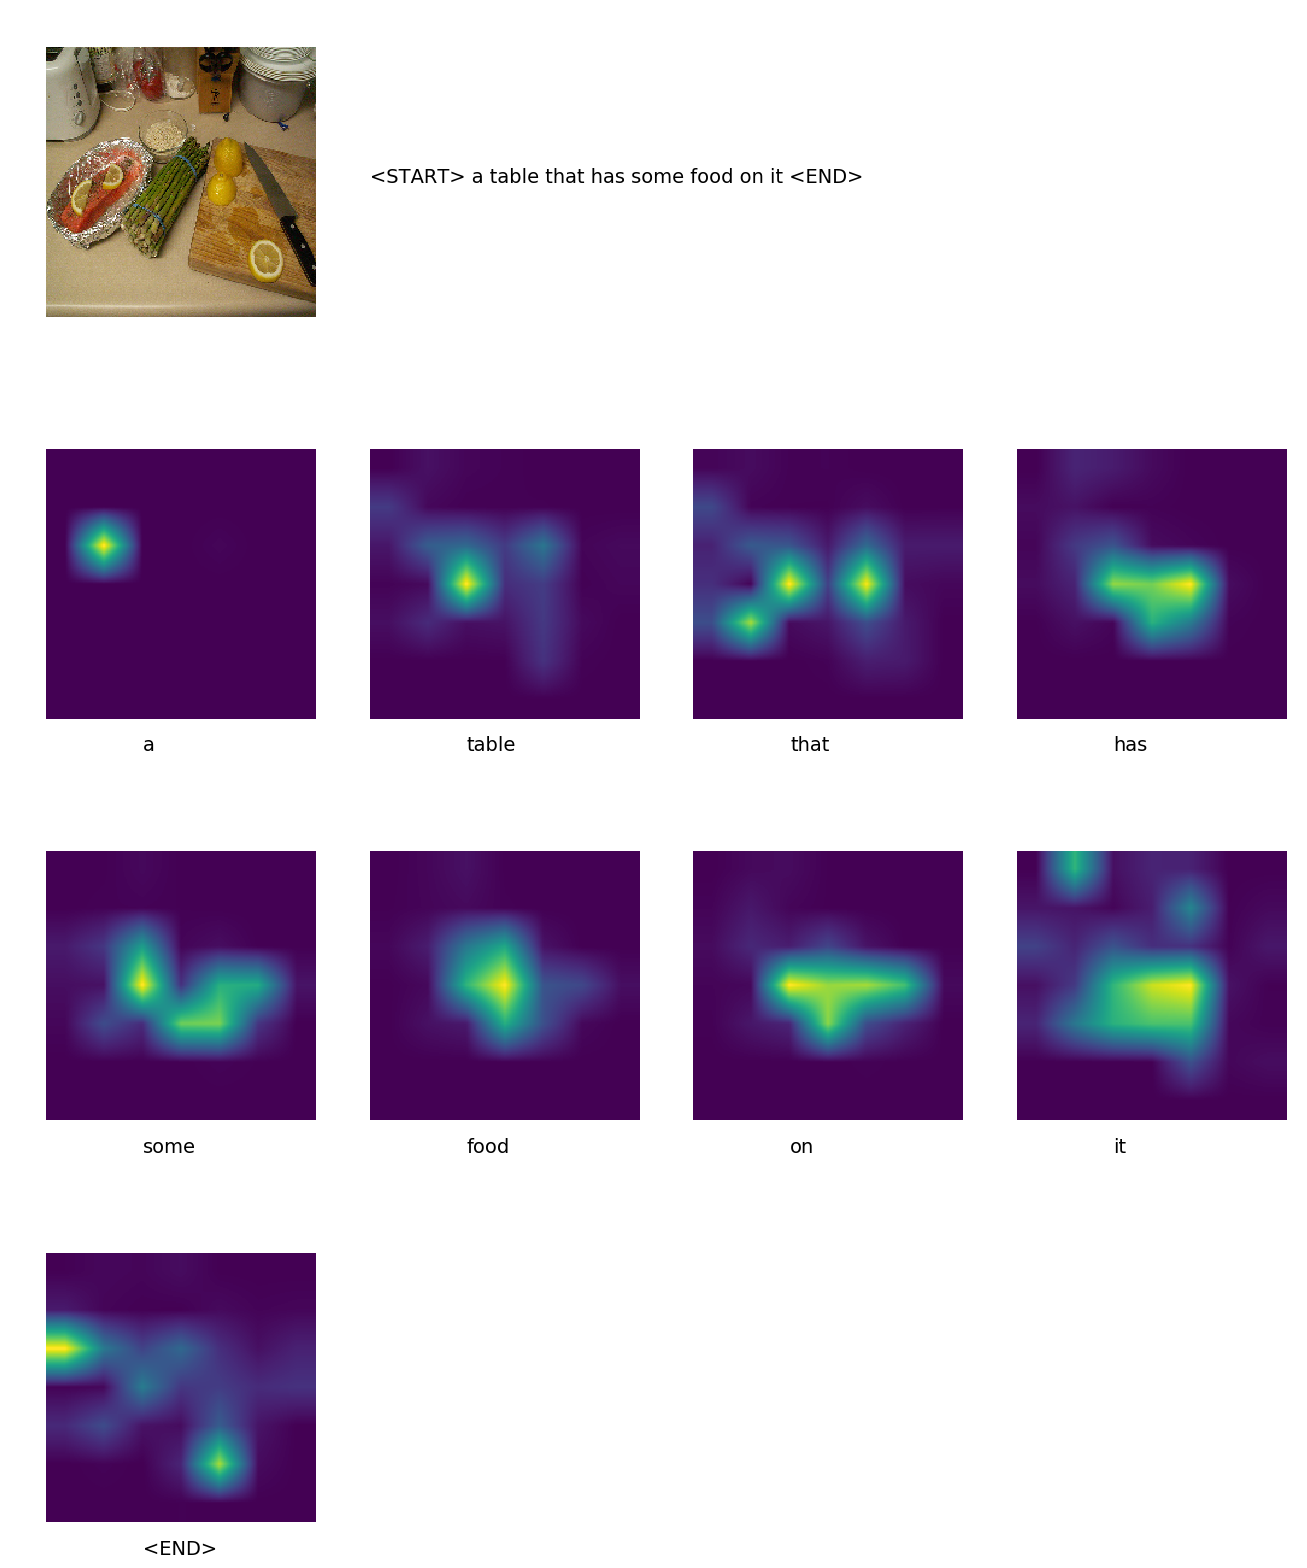 <START> a table that has some food on it <END>
a
table
that
has
some
food
on
it
<END>